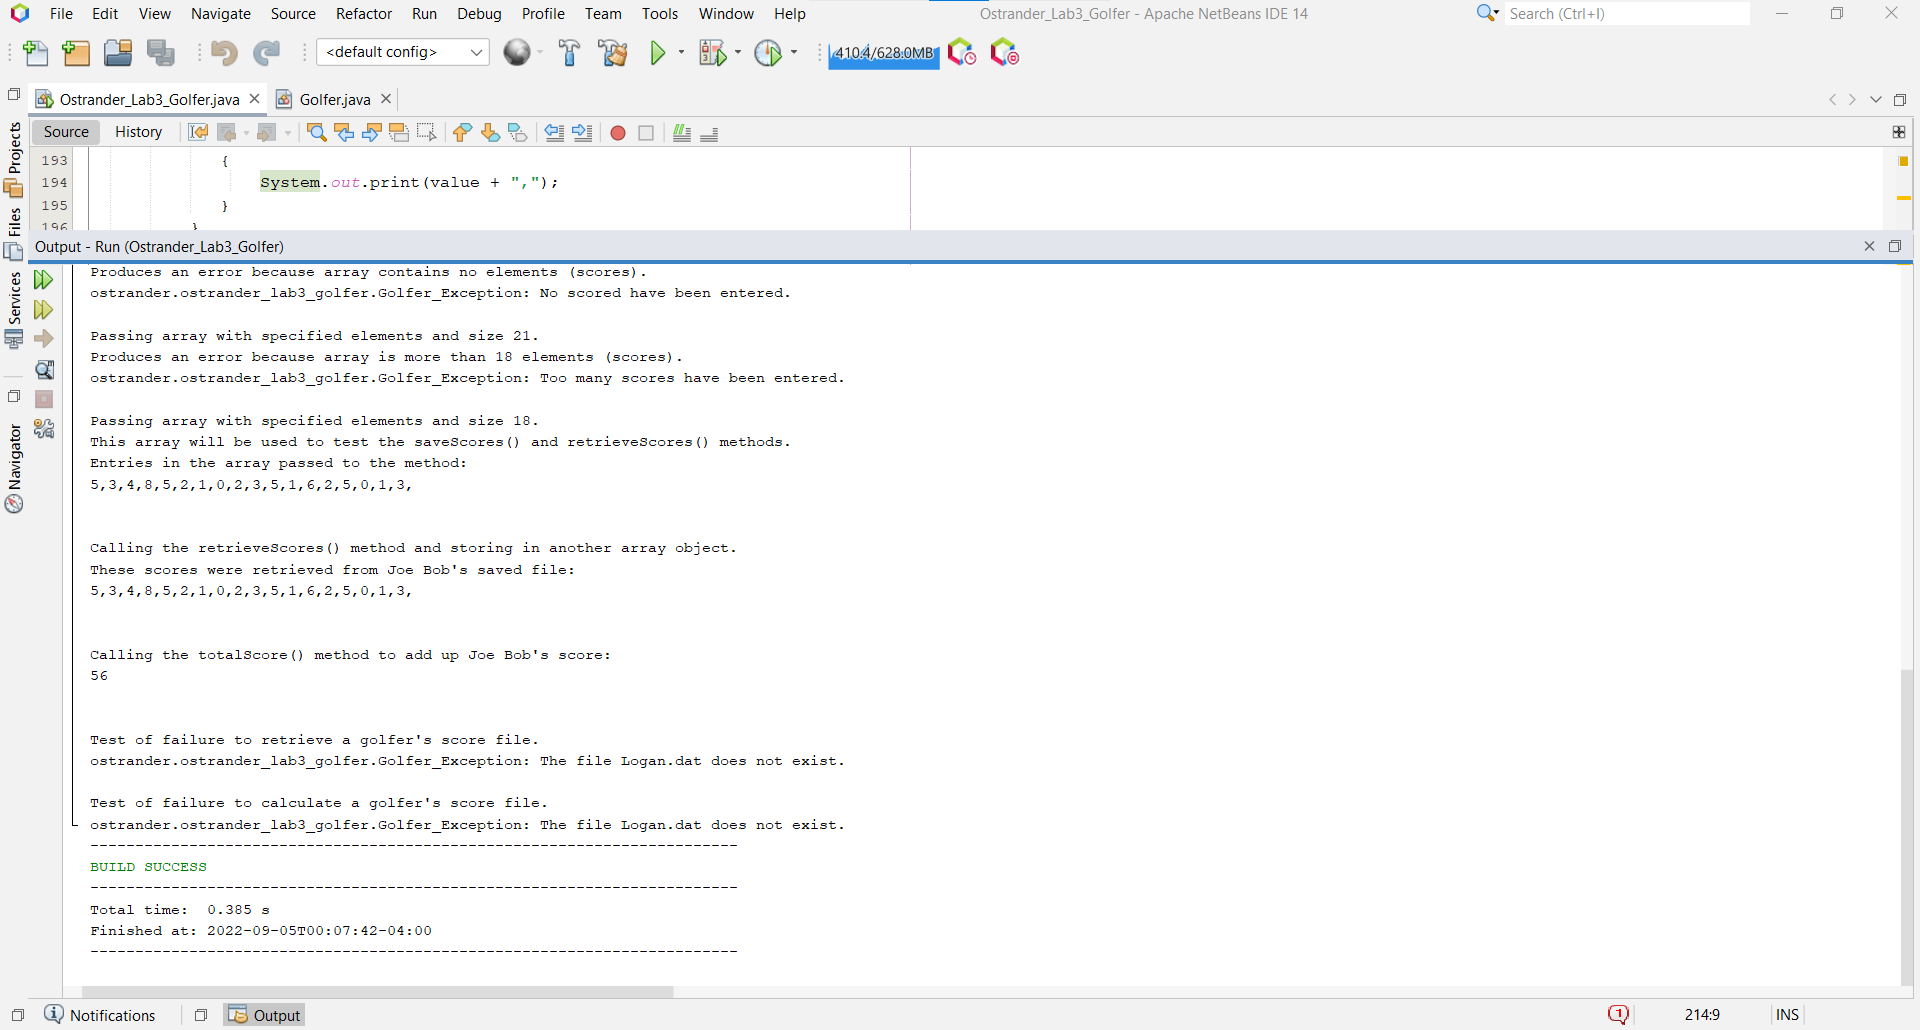 File Edit View Navigate Source Refactor Run Debug Profile Team Tools Window Help
Ostrander_Lab3_Golfer - Apache NetBeans IDE 14
Search (Ctrl+I)
<default config>
410.4/628.0MB
Ostrander_Lab3_Golfer.java
Golfer.java
Source History
Projects
Files
Services
Navigator
193 {
194 System.out.print(value + ",");
195 }
196 }
Output - Run (Ostrander_Lab3_Golfer)
Produces an error because array contains no elements (scores).
ostrander.ostrander_lab3_golfer.Golfer_Exception: No scored have been entered.
Passing array with specified elements and size 21.
Produces an error because array is more than 18 elements (scores).
ostrander.ostrander_lab3_golfer.Golfer_Exception: Too many scores have been entered.
Passing array with specified elements and size 18.
This array will be used to test the saveScores() and retrieveScores() methods.
Entries in the array passed to the method:
5,3,4,8,5,2,1,0,2,3,5,1,6,2,5,0,1,3,
Calling the retrieveScores() method and storing in another array object.
These scores were retrieved from Joe Bob's saved file:
5,3,4,8,5,2,1,0,2,3,5,1,6,2,5,0,1,3,
Calling the totalScore() method to add up Joe Bob's score:
56
Test of failure to retrieve a golfer's score file.
ostrander.ostrander_lab3_golfer.Golfer_Exception: The file Logan.dat does not exist.
Test of failure to calculate a golfer's score file.
ostrander.ostrander_lab3_golfer.Golfer_Exception: The file Logan.dat does not exist.
------------------------------------------------------------------------
BUILD SUCCESS
------------------------------------------------------------------------
Total time:  0.385 s
Finished at: 2022-09-05T00:07:42-04:00
------------------------------------------------------------------------
Notifications
Output
1
214:9
INS